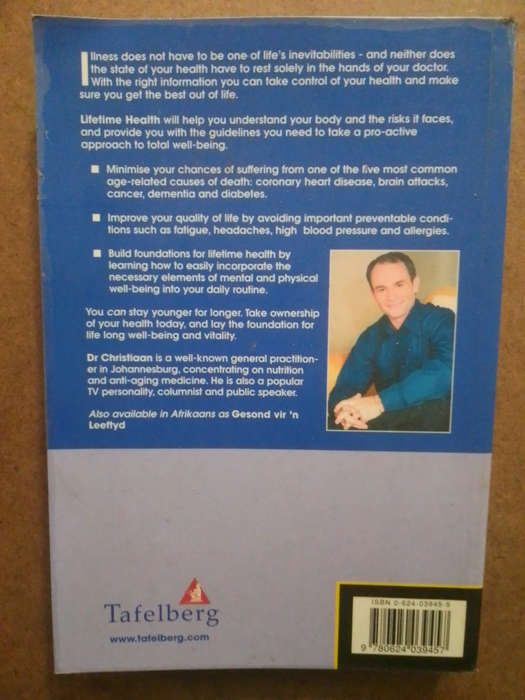 Illness does not have to be one of life's inevitabilities - and neither does
the state of your health have to rest solely in the hands of your doctor.
With the right information you can take control of your health and make
sure you get the best out of life.
Lifetime Health will help you understand your body and the risks it faces,
and provide you with the guidelines you need to take a pro-active
approach to total well-being.
■ Minimise your chances of suffering from one of the five most common
age-related causes of death: coronary heart disease, brain attacks,
cancer, dementia and diabetes.
■ Improve your quality of life by avoiding important preventable condi-
tions such as fatigue, headaches, high blood pressure and allergies.
■ Build foundations for lifetime health by
learning how to easily incorporate the
necessary elements of mental and physical
well-being into your daily routine.
You can stay younger for longer. Take ownership
of your health today, and lay the foundation for
life long well-being and vitality.
Dr Christiaan is a well-known general practition-
er in Johannesburg, concentrating on nutrition
and anti-aging medicine. He is also a popular
TV personality, columnist and public speaker.
Also available in Afrikaans as Gesond vir 'n
Leeftyd
Tafelberg
www.tafelberg.com
ISBN 0-624-03945-5
9 780624 039457